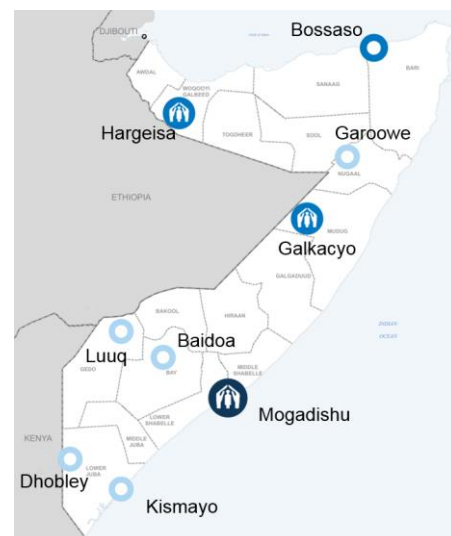 Bossaso
DJIBOUTI
AWDAL
WOQOOYI
GALBEED
SANAAG
BARI
Hargeisa
TOGDHEER
SOOL
Garoowe
NUGAAL
ETHIOPIA
MUDUG
Galkacyo
GALGADUUD
BAKOOL
HIRAAN
INDIAN
OCEAN
Luuq
Baidoa
GEDO
BAY
MIDDLE
SHABELLE
Mogadishu
LOWER
SHABELLE
KENYA
MIDDLE
JUBA
Dhobley
LOWER
JUBA
Kismayo